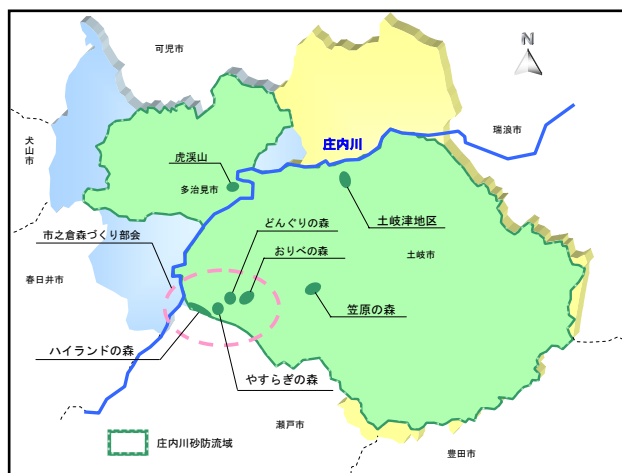 可児市
N
犬山市
瑞浪市
庄内川
虎渓山
多治見市
土岐津地区
どんぐりの森
市之倉森づくり部会
おりべの森
土岐市
春日井市
笠原の森
ハイランドの森
やすらぎの森
瀬戸市
庄内川砂防流域
豊田市